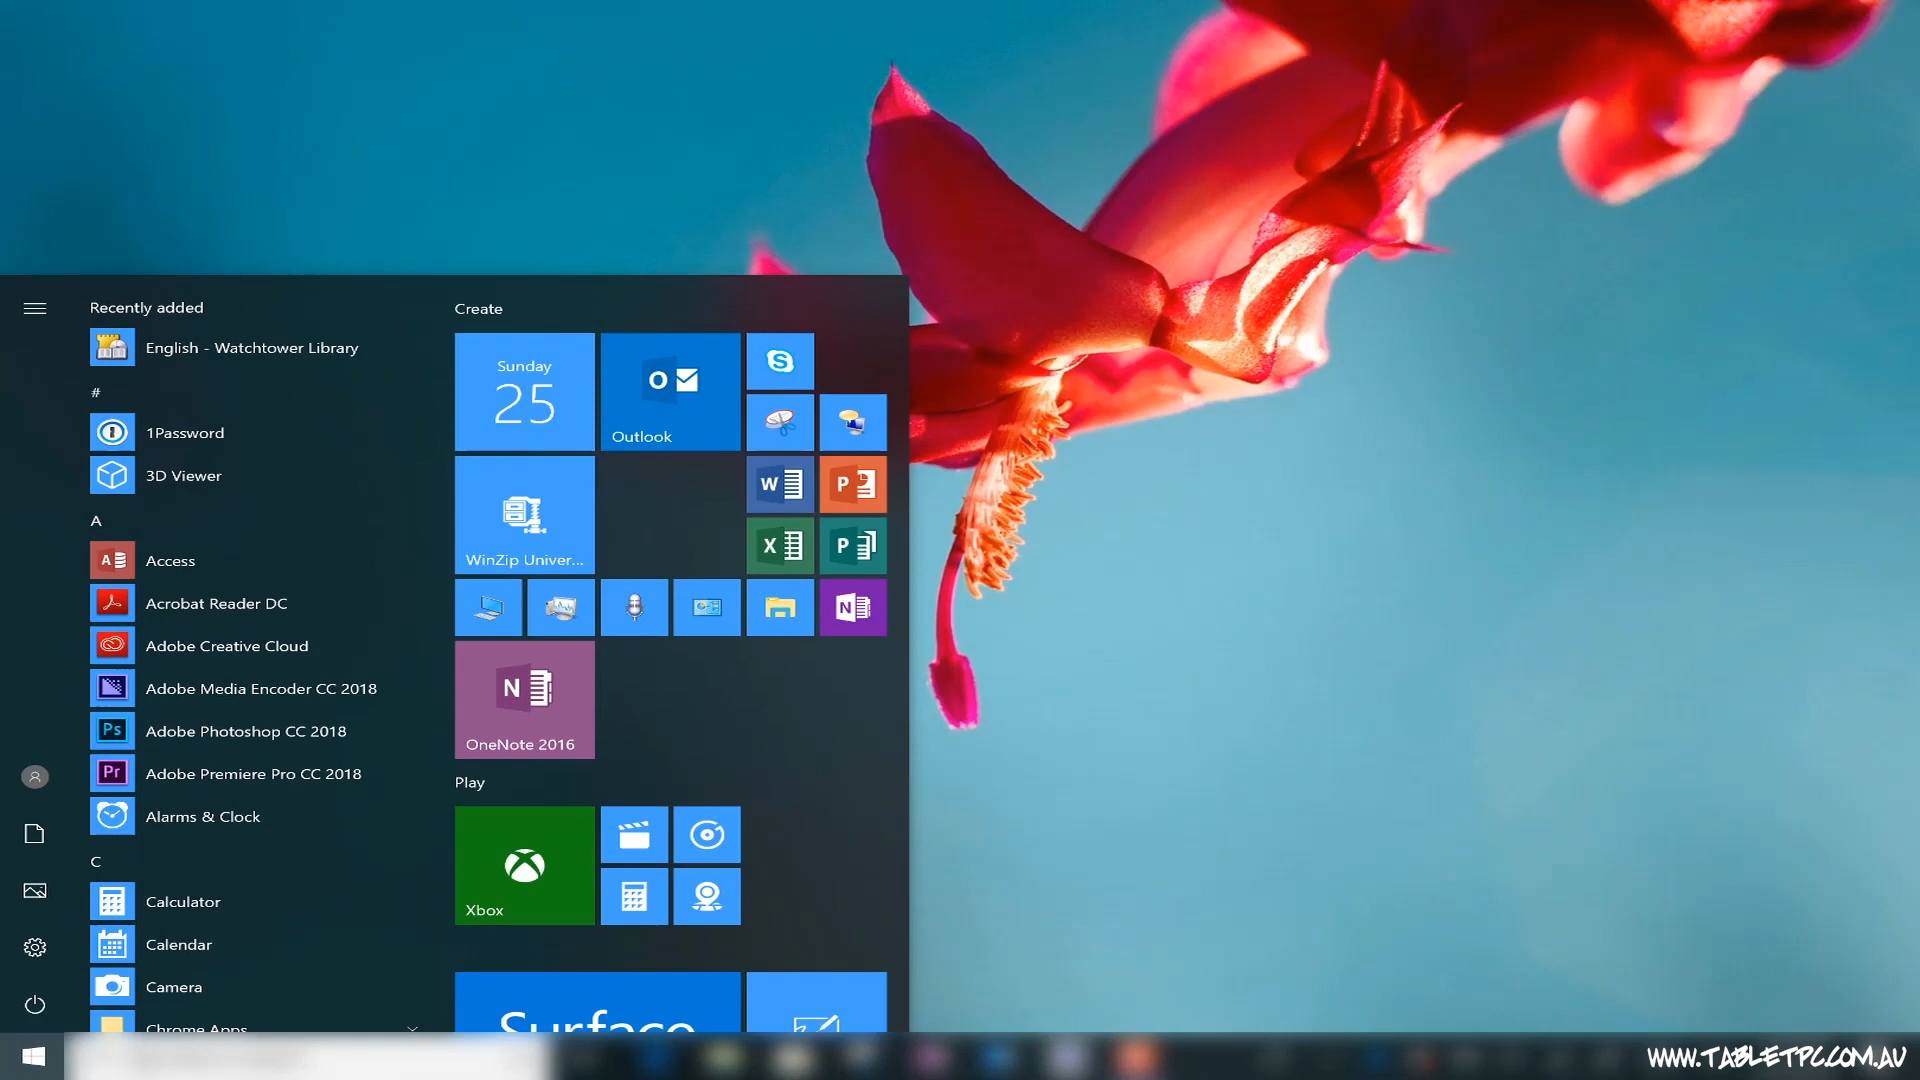 Recently added
English - Watchtower Library
#
1Password
3D Viewer
A
Access
Acrobat Reader DC
Adobe Creative Cloud
Adobe Media Encoder CC 2018
Adobe Photoshop CC 2018
Adobe Premiere Pro CC 2018
Alarms & Clock
C
Calculator
Calendar
Camera
Chrome Apps
Create
Sunday
25
Outlook
WinZip Univer...
OneNote 2016
Play
Xbox
Surface
WWW.TABLETPC.COM.AU